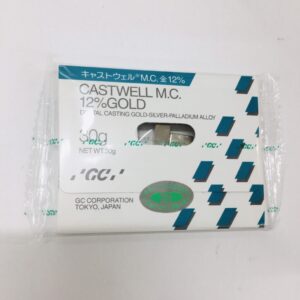 キャストウェル® M.C. 金12%
CASTWELL M.C.
12%GOLD
DENTAL CASTING GOLD-SILVER-PALLADIUM ALLOY
30g
NET WT 30g
'GC'
'GC'
GC CORPORATION
TOKYO, JAPAN